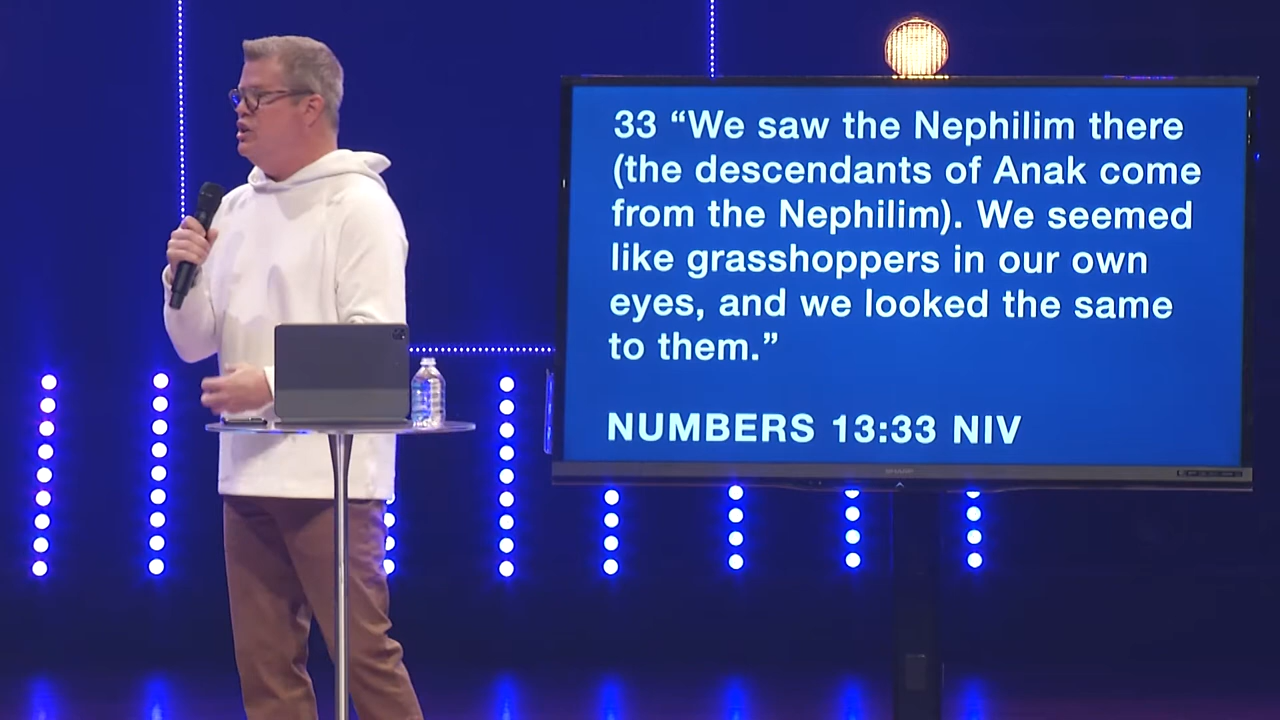 33 “We saw the Nephilim there
(the descendants of Anak come
from the Nephilim). We seemed
like grasshoppers in our own
eyes, and we looked the same
to them.”
NUMBERS 13:33 NIV
SHARP